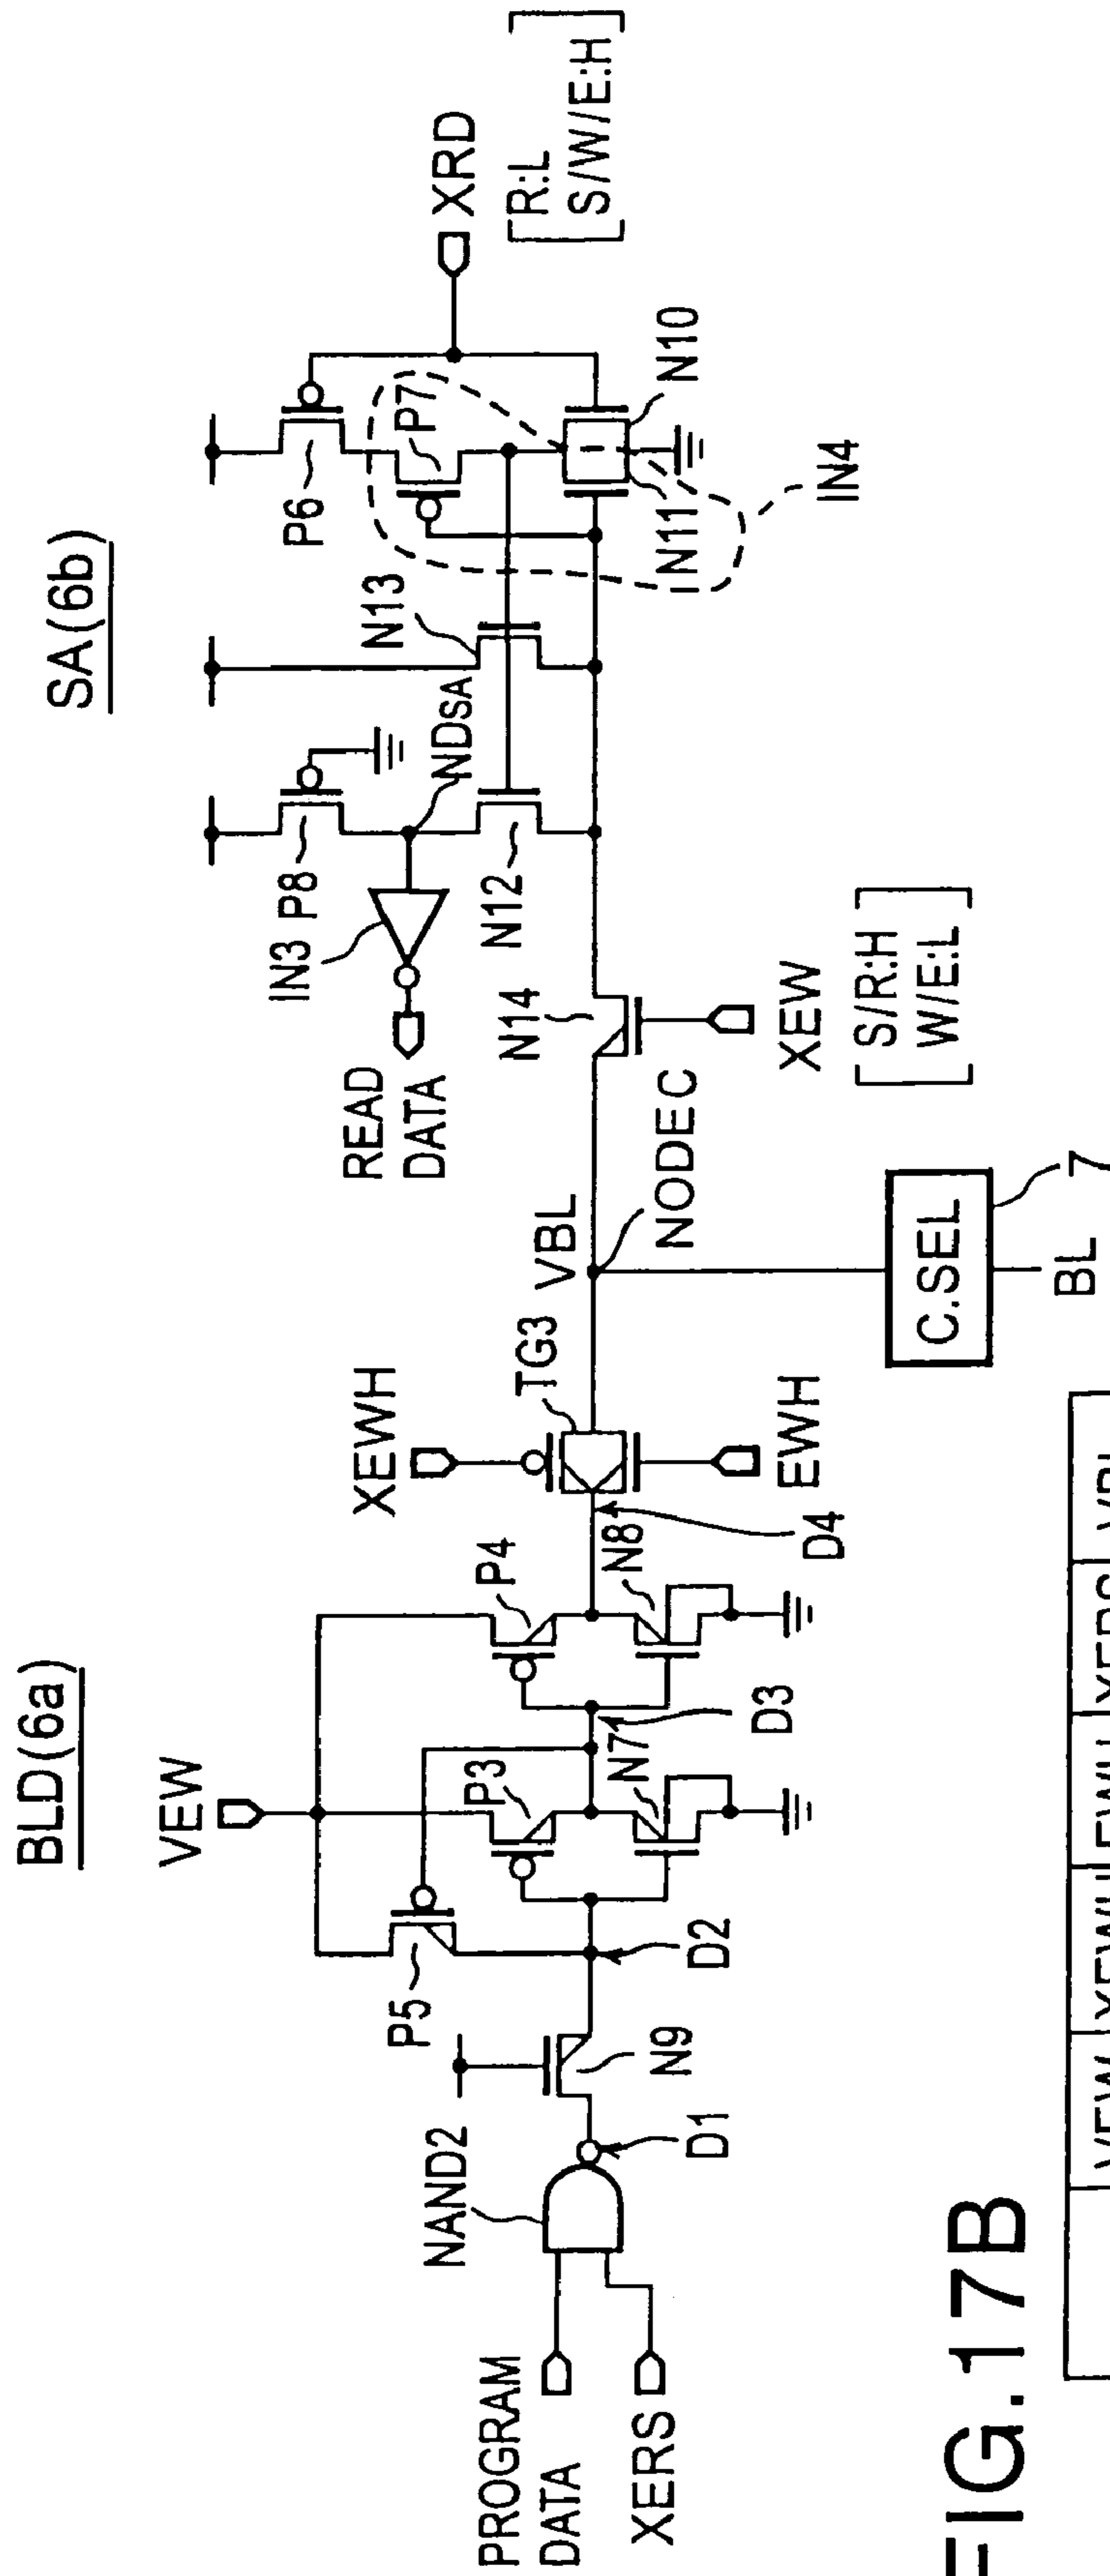 BLD(6a)
SA(6b)
VEW
P5
P3
P4
NAND2
PROGRAM
DATA
XERS
D1
N9
D2
N7
D3
N8
D4
XEWH
TG3
EWH
VBL
NODEC
C.SEL
7
BL
N14
XEW
S/R:H
W/E:L
READ
DATA
IN3
P8
NDSA
N12
N13
P6
P7
N11
N10
IN4
XRD
R:L
S/W/E:H
FIG.17B
VEW XEWH EWH XERS VBL